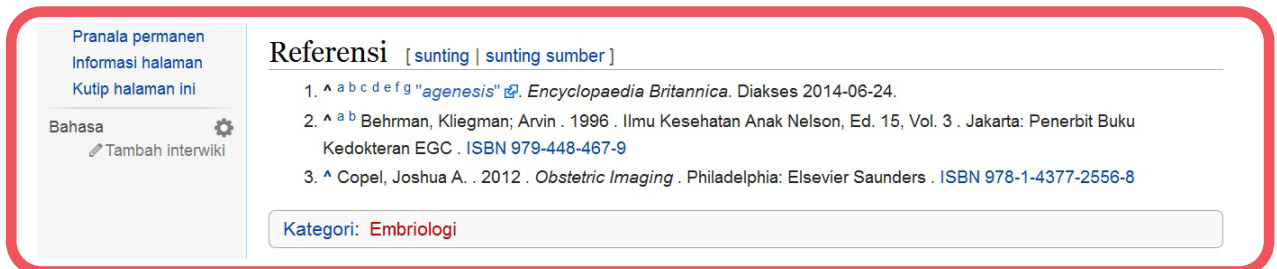 Pranala permanen
Informasi halaman
Kutip halaman ini
Bahasa
Tambah interwiki
Referensi [ sunting | sunting sumber ]
1. ^ a b c d e f g "agenesis" . Encyclopaedia Britannica. Diakses 2014-06-24.
2. ^ a b Behrman, Kliegman; Arvin . 1996 . Ilmu Kesehatan Anak Nelson, Ed. 15, Vol. 3 . Jakarta: Penerbit Buku
Kedokteran EGC . ISBN 979-448-467-9
3. ^ Copel, Joshua A. . 2012 . Obstetric Imaging . Philadelphia: Elsevier Saunders . ISBN 978-1-4377-2556-8
Kategori: Embriologi